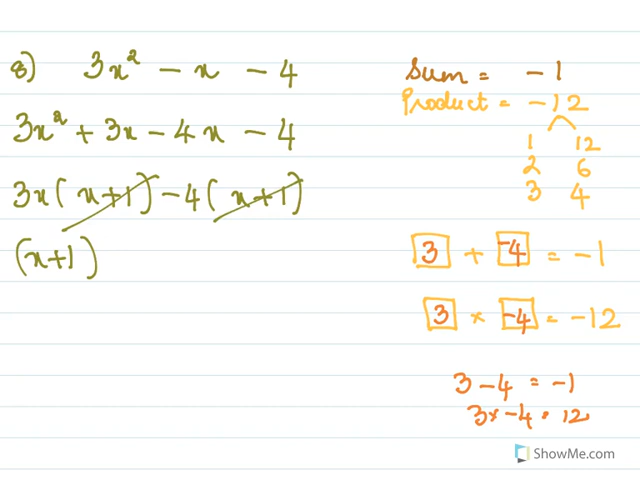 8) 3x² - x - 4
3x² + 3x - 4x - 4
3x(x+1) - 4(x+1)
(x+1)
Sum = -1
Product = -12
1 12
2 6
3 4
3 + -4 = -1
3 × -4 = -12
3 - 4 = -1
3 × -4 = 12
ShowMe.com